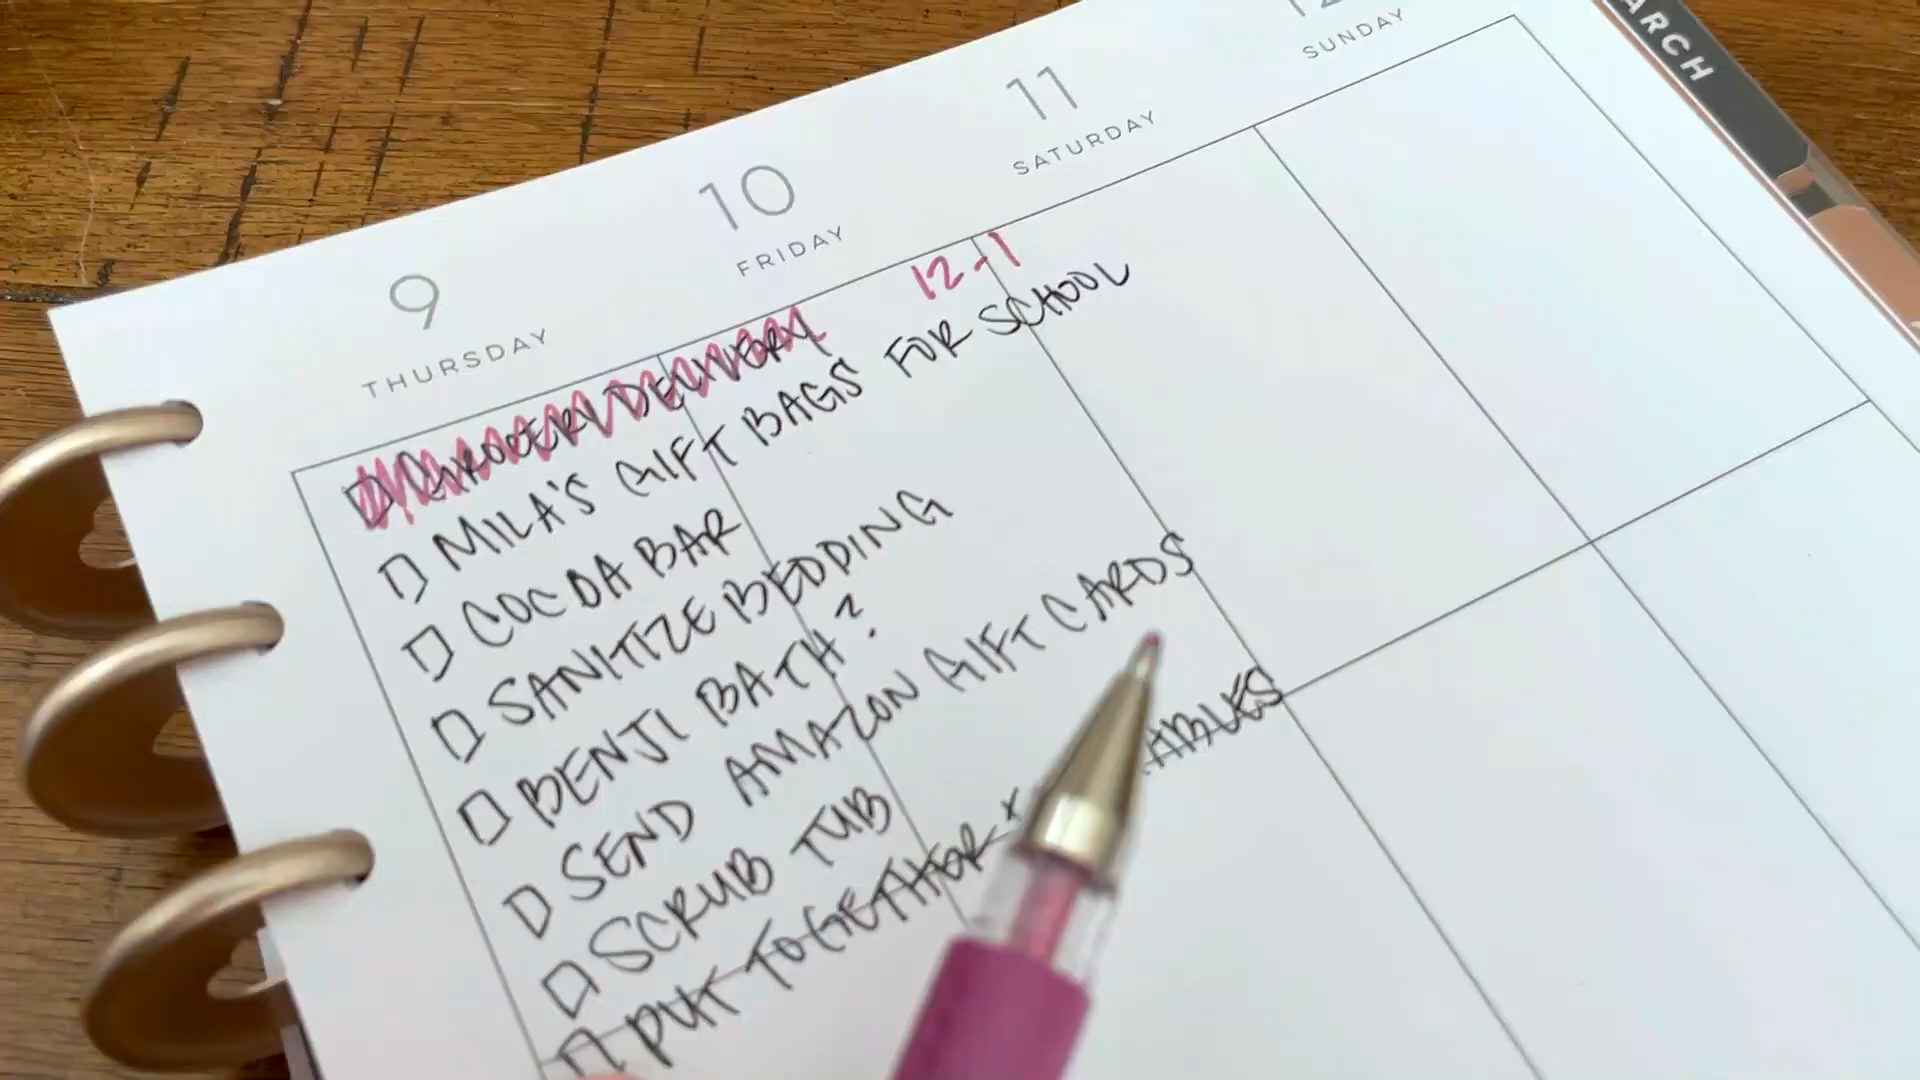 ARCH
SUNDAY
11
SATURDAY
10
FRIDAY
9
THURSDAY
12-1
GROCERY DELIVERY
MILA'S GIFT BAGS FOR SCHOOL
COCOA BAR
SANITIZE BEDDING
BENJI BATH?
SEND AMAZON GIFT CARDS
SCRUB TUB
PUT TOGETHER ABLES